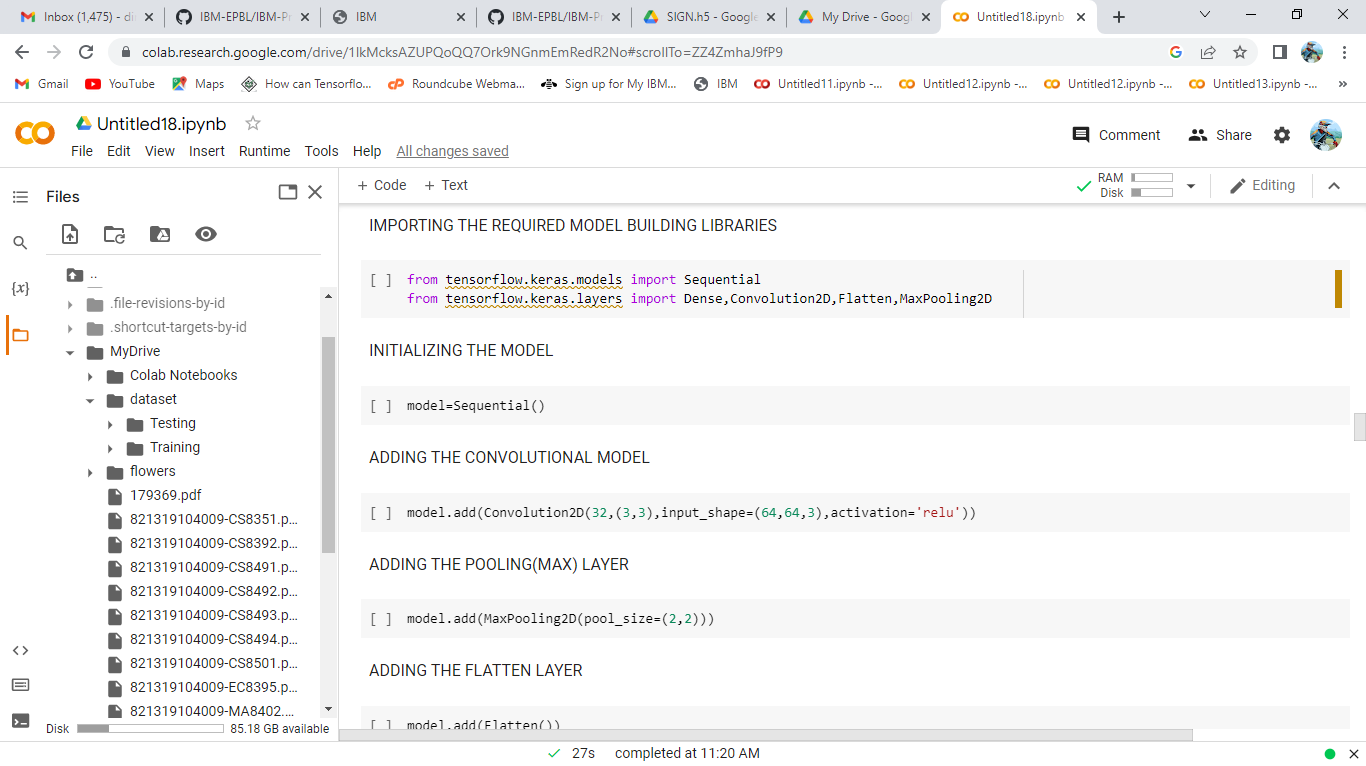 Inbox (1,475) - di
IBM-EPBL/IBM-Pr
IBM
IBM-EPBL/IBM-Pr
SIGN.h5 - Google
My Drive - Googl
Untitled18.ipynb
colab.research.google.com/drive/1IkMcksAZUPQoQQ7Ork9NGnmEmRedR2No#scrollTo=ZZ4ZmhaJ9fP9
Gmail
YouTube
Maps
How can Tensorflo...
Roundcube Webma...
Sign up for My IBM...
IBM
Untitled11.ipynb -...
Untitled12.ipynb -...
Untitled12.ipynb -...
Untitled13.ipynb -...
»
Untitled18.ipynb
File Edit View Insert Runtime Tools Help All changes saved
Comment
Share
Files
+ Code + Text
RAM
Disk
Editing
{x}
..
.file-revisions-by-id
.shortcut-targets-by-id
MyDrive
Colab Notebooks
dataset
Testing
Training
flowers
179369.pdf
821319104009-CS8351.p...
821319104009-CS8392.p...
821319104009-CS8491.p...
821319104009-CS8492.p...
821319104009-CS8493.p...
821319104009-CS8494.p...
821319104009-CS8501.p...
821319104009-EC8395.p...
821319104009-MA8402....
Disk
85.18 GB available
IMPORTING THE REQUIRED MODEL BUILDING LIBRARIES
[ ] from tensorflow.keras.models import Sequential
from tensorflow.keras.layers import Dense,Convolution2D,Flatten,MaxPooling2D
INITIALIZING THE MODEL
[ ] model=Sequential()
ADDING THE CONVOLUTIONAL MODEL
[ ] model.add(Convolution2D(32,(3,3),input_shape=(64,64,3),activation='relu'))
ADDING THE POOLING(MAX) LAYER
[ ] model.add(MaxPooling2D(pool_size=(2,2)))
ADDING THE FLATTEN LAYER
[ ] model.add(Flatten())
27s completed at 11:20 AM